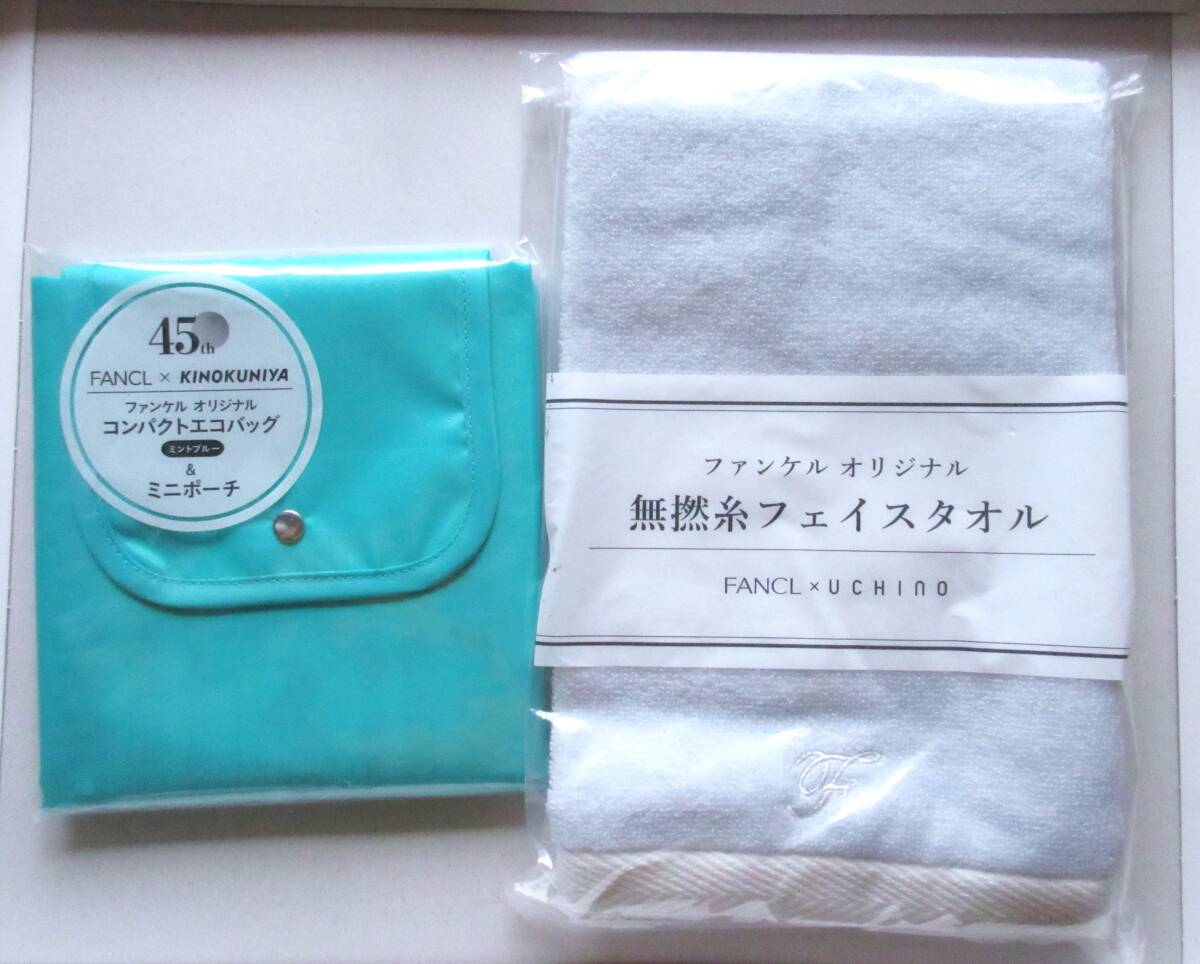 45th
FANCL × KINOKUNIYA
ファンケル オリジナル
コンパクトエコバッグ
ミントブルー
&
ミニポーチ
ファンケル オリジナル
無撚糸フェイスタオル
FANCL × UCHINO
F